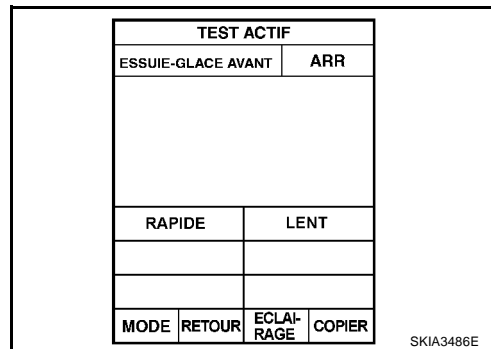 TEST ACTIF
ESSUIE-GLACE AVANT ARR
RAPIDE LENT
MODE RETOUR ECLAI-
RAGE COPIER
SKIA3486E